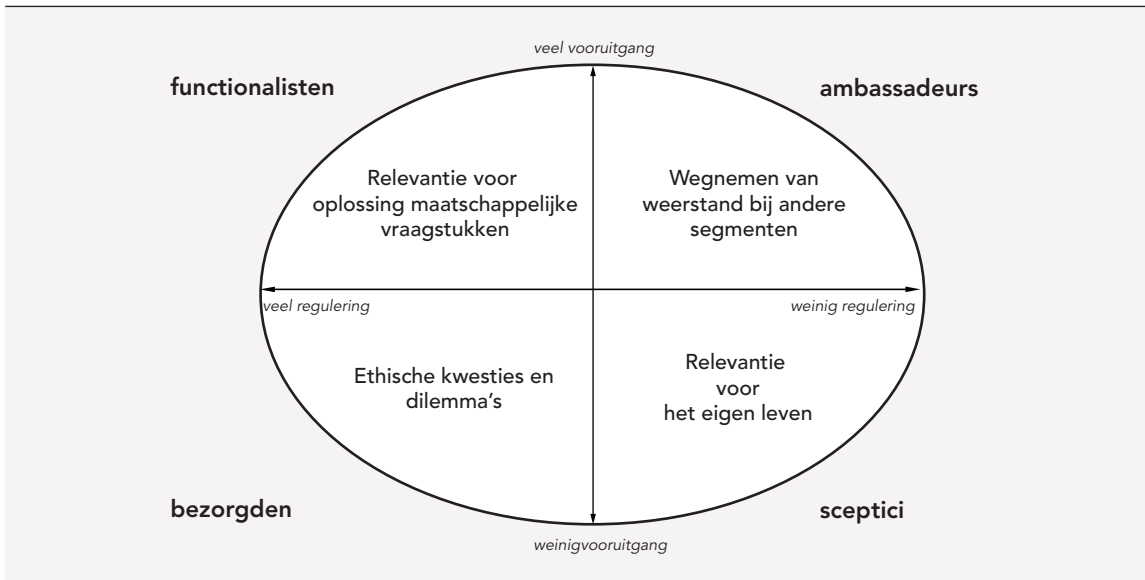 veel vooruitgang
functionalisten
ambassadeurs
Relevantie voor
oplossing maatschappelijke
vraagstukken
Wegnemen van
weerstand bij andere
segmenten
veel regulering
weinig regulering
Ethische kwesties en
dilemma's
Relevantie
voor
het eigen leven
bezorgden
sceptici
weinigvooruitgang